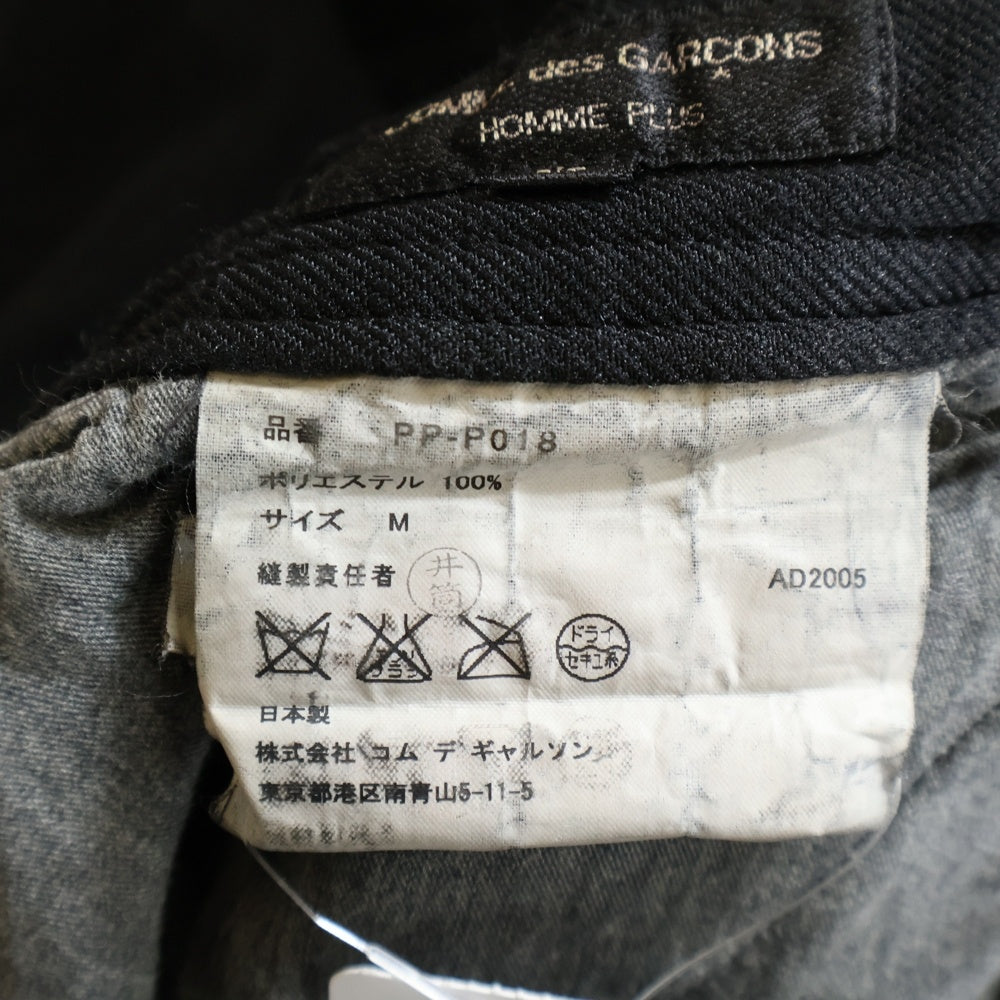 des GARÇONS
HOMME PLUS
品番 PP-P018
ポリエステル 100%
サイズ M
縫製責任者 井筒
AD2005
ドライ
セキユ系
日本製
株式会社 コム デ ギャルソン
東京都港区南青山5-11-5